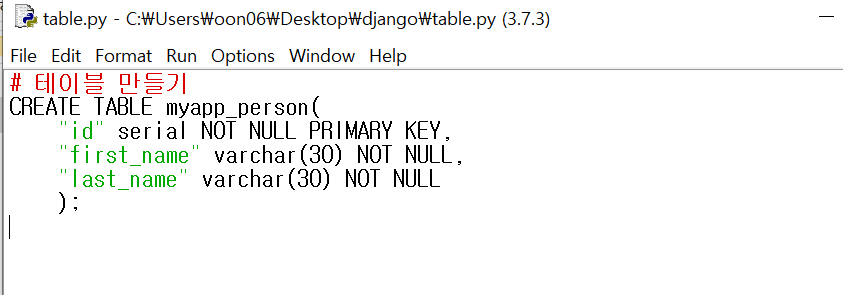 table.py - C:₩Users₩oon06₩Desktop₩django₩table.py (3.7.3)
File Edit Format Run Options Window Help
# 테이블 만들기
CREATE TABLE myapp_person(
    "id" serial NOT NULL PRIMARY KEY,
    "first_name" varchar(30) NOT NULL,
    "last_name" varchar(30) NOT NULL
    );